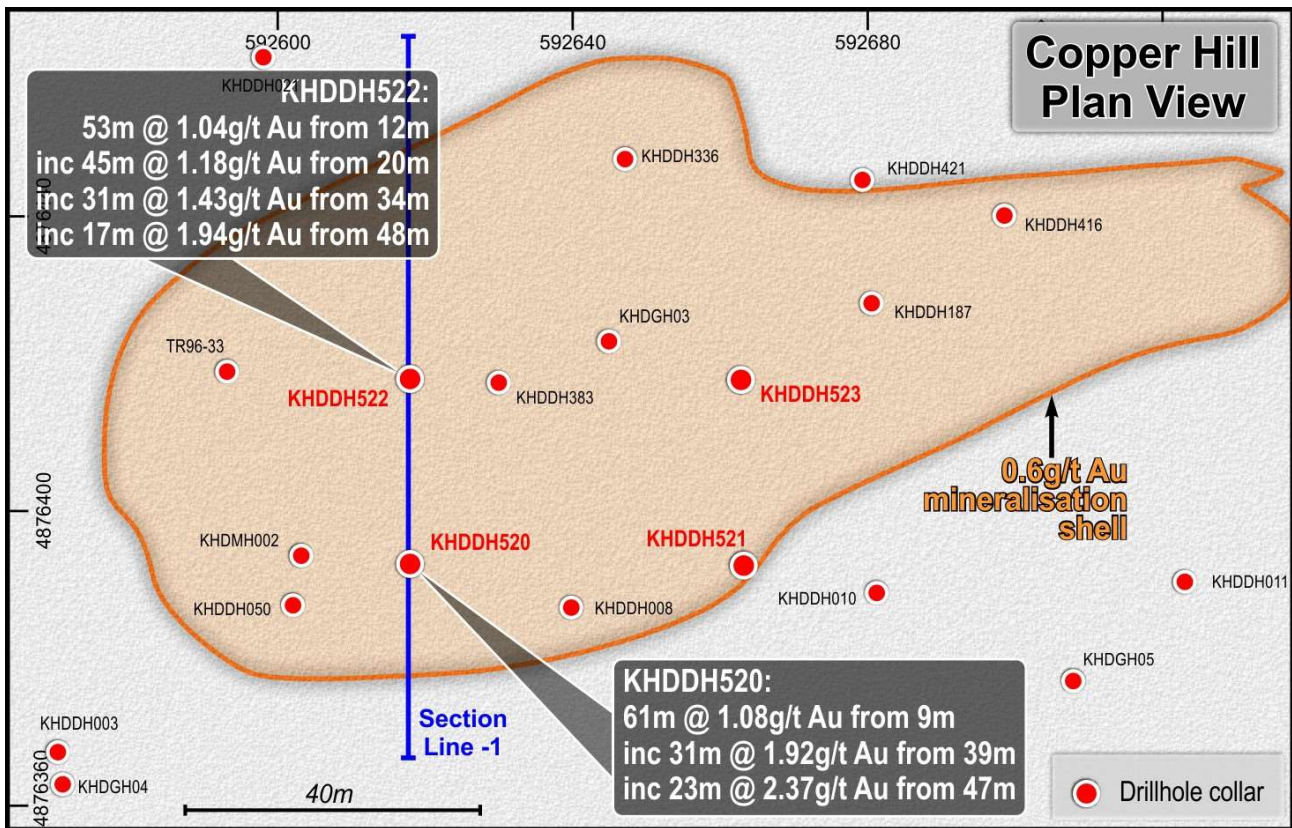 592600
592640
592680
Copper Hill
Plan View
KHDDH021
KHDDH522:
53m @ 1.04g/t Au from 12m
inc 45m @ 1.18g/t Au from 20m
inc 31m @ 1.43g/t Au from 34m
inc 17m @ 1.94g/t Au from 48m
KHDDH336
KHDDH421
KHDDH416
KHDDH187
KHDGH03
TR96-33
KHDDH522
KHDDH383
KHDDH523
0.6g/t Au
mineralisation
shell
4876400
KHDMH002
KHDDH520
KHDDH521
KHDDH050
KHDDH008
KHDDH010
KHDDH011
KHDGH05
KHDDH520:
61m @ 1.08g/t Au from 9m
inc 31m @ 1.92g/t Au from 39m
inc 23m @ 2.37g/t Au from 47m
Section
Line -1
KHDDH003
KHDGH04
4876360
40m
Drillhole collar